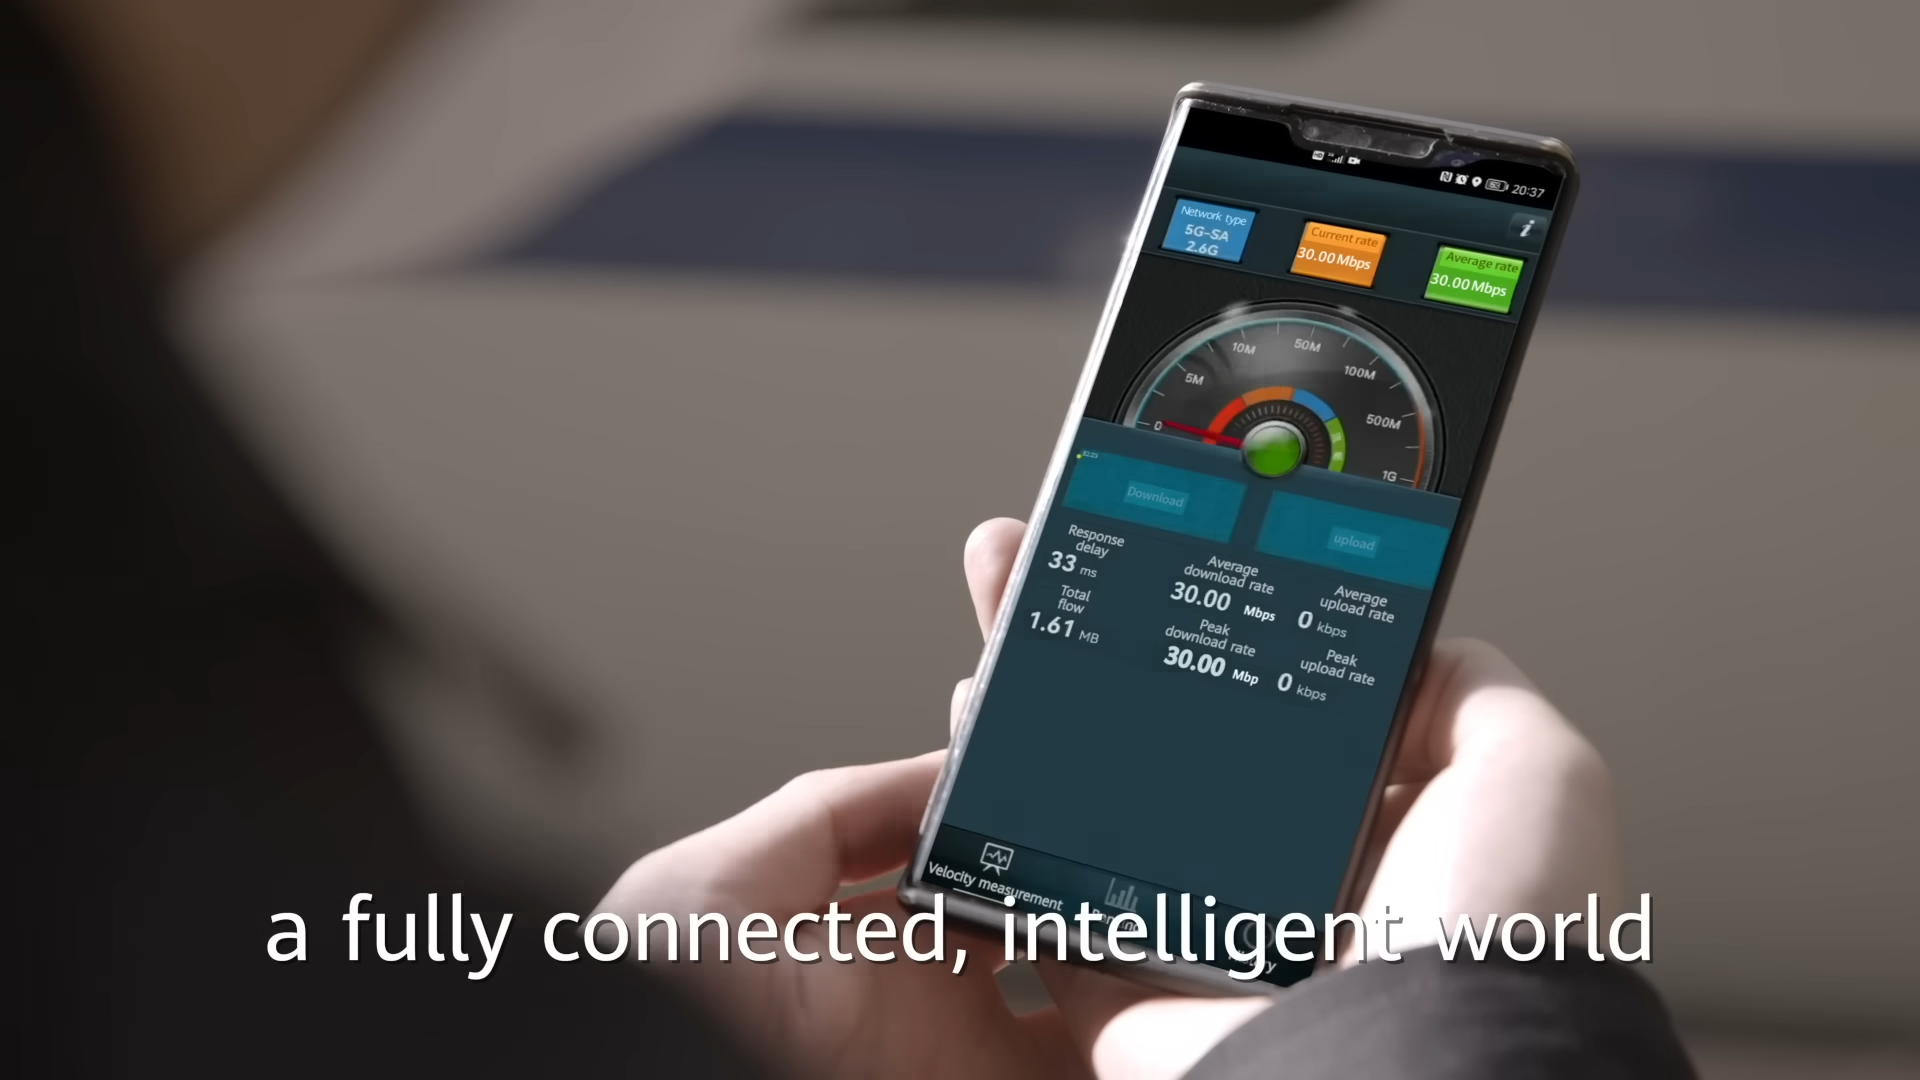 20:37
i
Network type
5G-SA
2.6G
Current rate
30.00 Mbps
Average rate
30.00 Mbps
0
5M
10M
50M
100M
500M
1G
Download
upload
Response
delay
33 ms
Average
download rate
30.00 Mbps
Average
upload rate
0 kbps
Total
flow
1.61 MB
Peak
download rate
30.00 Mbp
Peak
upload rate
0 kbps
Velocity measurement
a fully connected, intelligent world